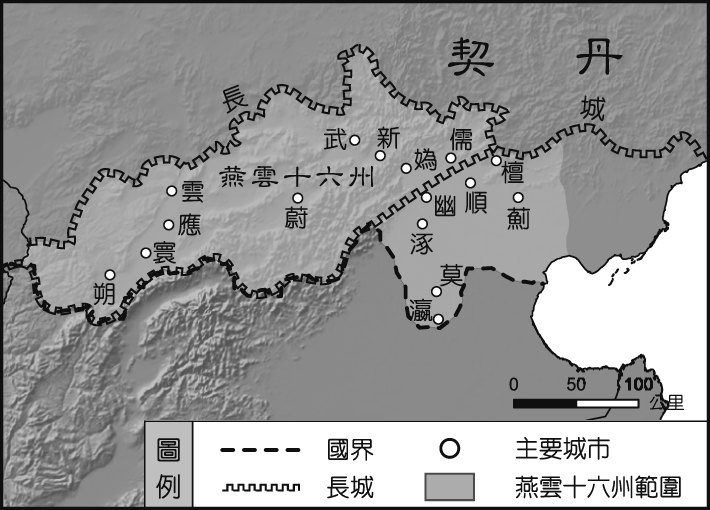 契丹
長
城
武
新
儒
媯
檀
燕雲十六州
雲
蔚
幽
順
薊
應
涿
寰
朔
莫
瀛
0 50 100
公里
圖例
國界
主要城市
長城
燕雲十六州範圍